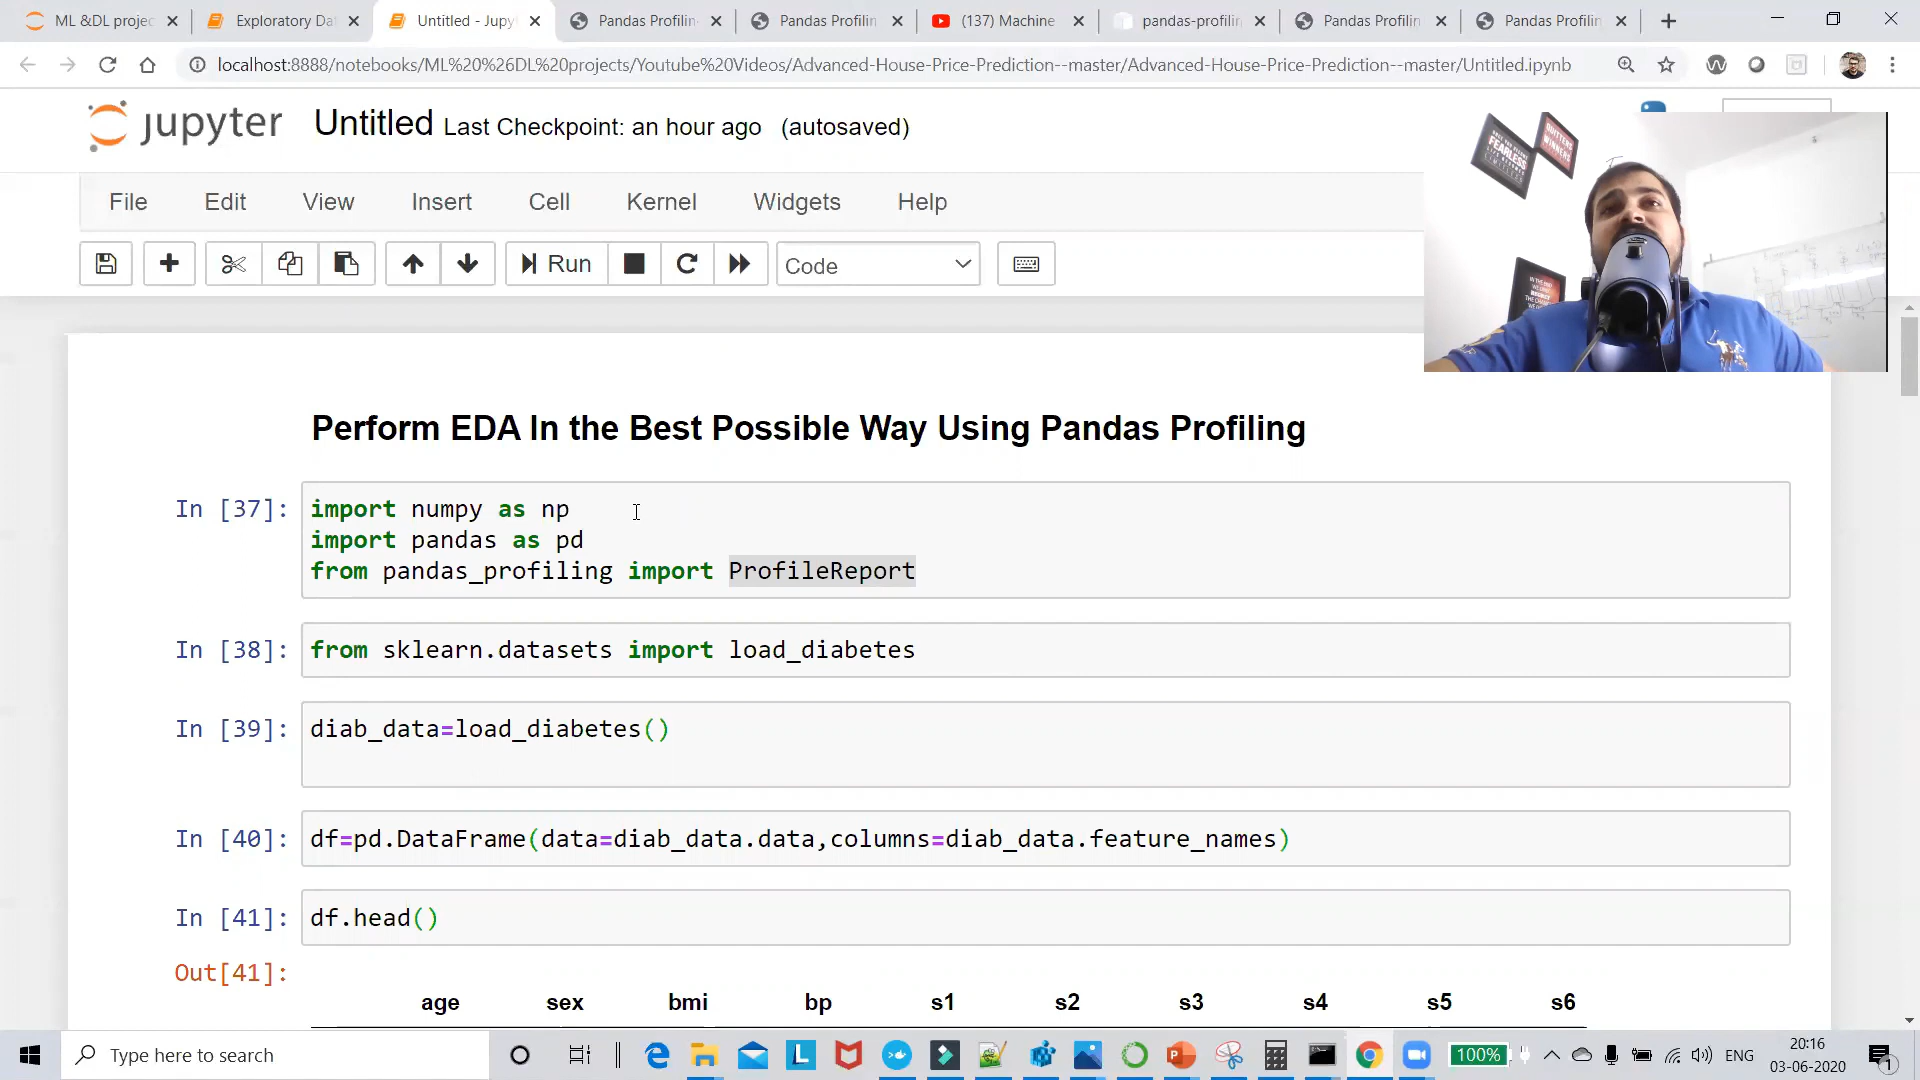 ML &DL projec
Exploratory Da
Untitled - Jupy
Pandas Profilin
Pandas Profilin
(137) Machine
pandas-profilin
Pandas Profilin
Pandas Profilin
localhost:8888/notebooks/ML%20%26DL%20projects/Youtube%20Videos/Advanced-House-Price-Prediction--master/Advanced-House-Price-Prediction--master/Untitled.ipynb
jupyter Untitled Last Checkpoint: an hour ago (autosaved)
File Edit View Insert Cell Kernel Widgets Help
Run Code
FEARLESS
QUITTERS
WINNERS
Perform EDA In the Best Possible Way Using Pandas Profiling
In [37]: import numpy as np
import pandas as pd
from pandas_profiling import ProfileReport
In [38]: from sklearn.datasets import load_diabetes
In [39]: diab_data=load_diabetes()
In [40]: df=pd.DataFrame(data=diab_data.data,columns=diab_data.feature_names)
In [41]: df.head()
Out[41]:
age sex bmi bp s1 s2 s3 s4 s5 s6
Type here to search
100%
ENG
20:16
03-06-2020
1